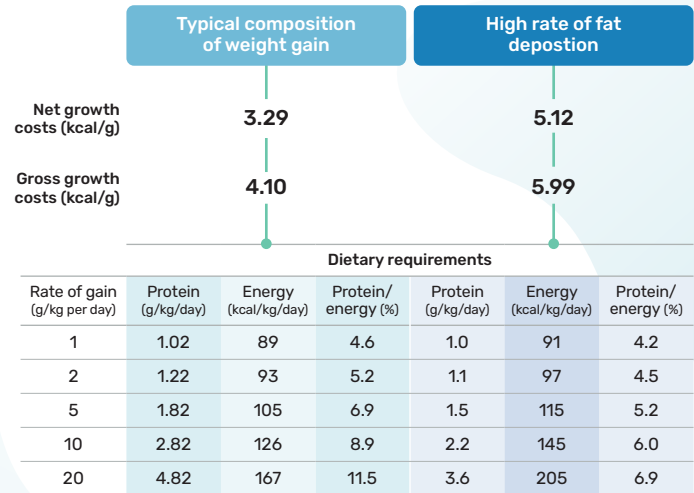 Typical composition
of weight gain
High rate of fat
depostion
Net growth
costs (kcal/g)
3.29
5.12
Gross growth
costs (kcal/g)
4.10
5.99
Dietary requirements
Rate of gain
(g/kg per day)
Protein
(g/kg/day)
Energy
(kcal/kg/day)
Protein/
energy (%)
Protein
(g/kg/day)
Energy
(kcal/kg/day)
Protein/
energy (%)
1 1.02 89 4.6 1.0 91 4.2
2 1.22 93 5.2 1.1 97 4.5
5 1.82 105 6.9 1.5 115 5.2
10 2.82 126 8.9 2.2 145 6.0
20 4.82 167 11.5 3.6 205 6.9